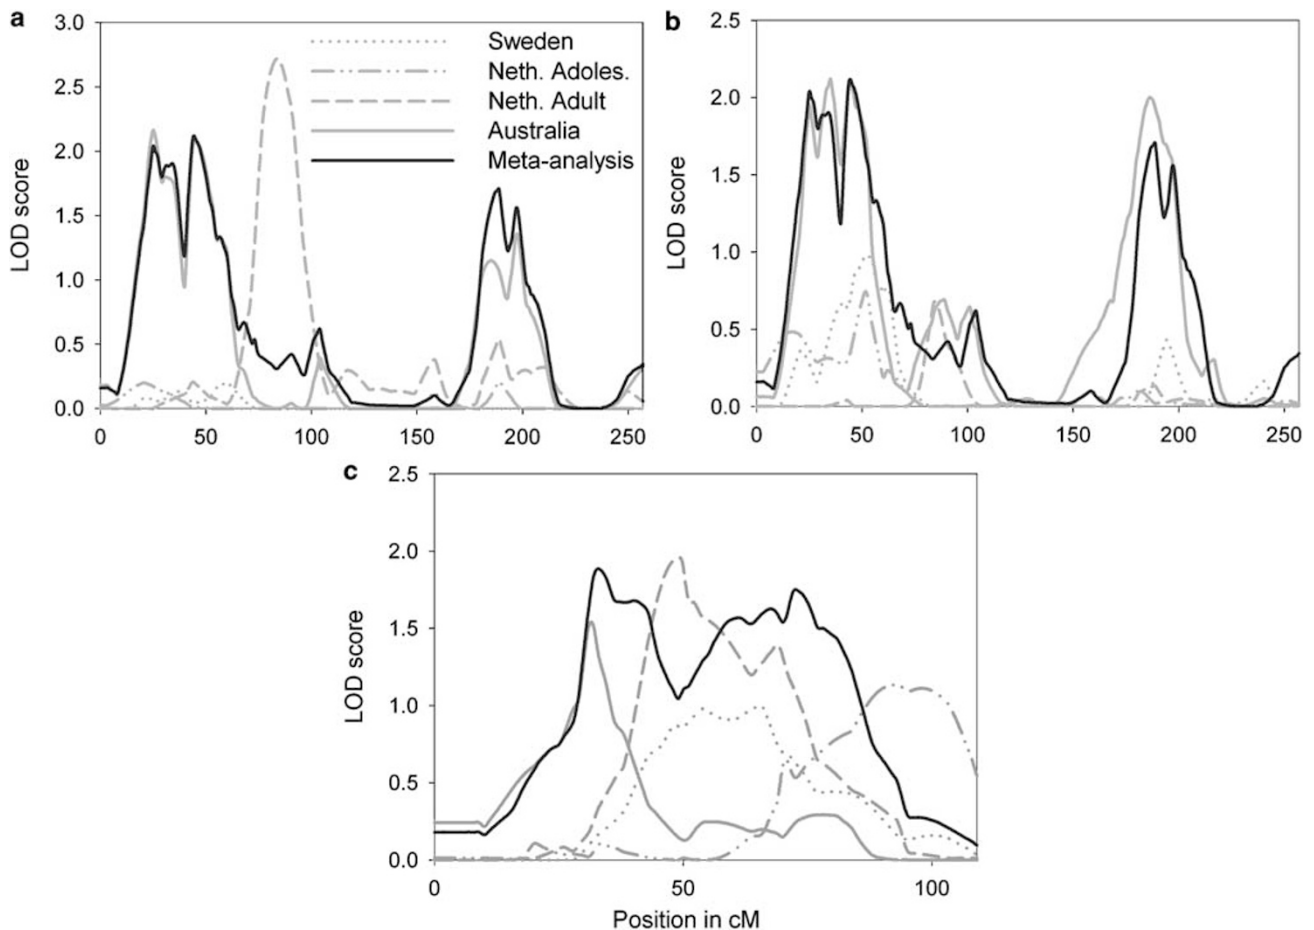 a
3.0
2.5
2.0
1.5
1.0
0.5
0.0
LOD score
0 50 100 150 200 250
Sweden
Neth. Adoles.
Neth. Adult
Australia
Meta-analysis
b
2.5
2.0
1.5
1.0
0.5
0.0
LOD score
0 50 100 150 200 250
c
2.5
2.0
1.5
1.0
0.5
0.0
LOD score
0 50 100
Position in cM